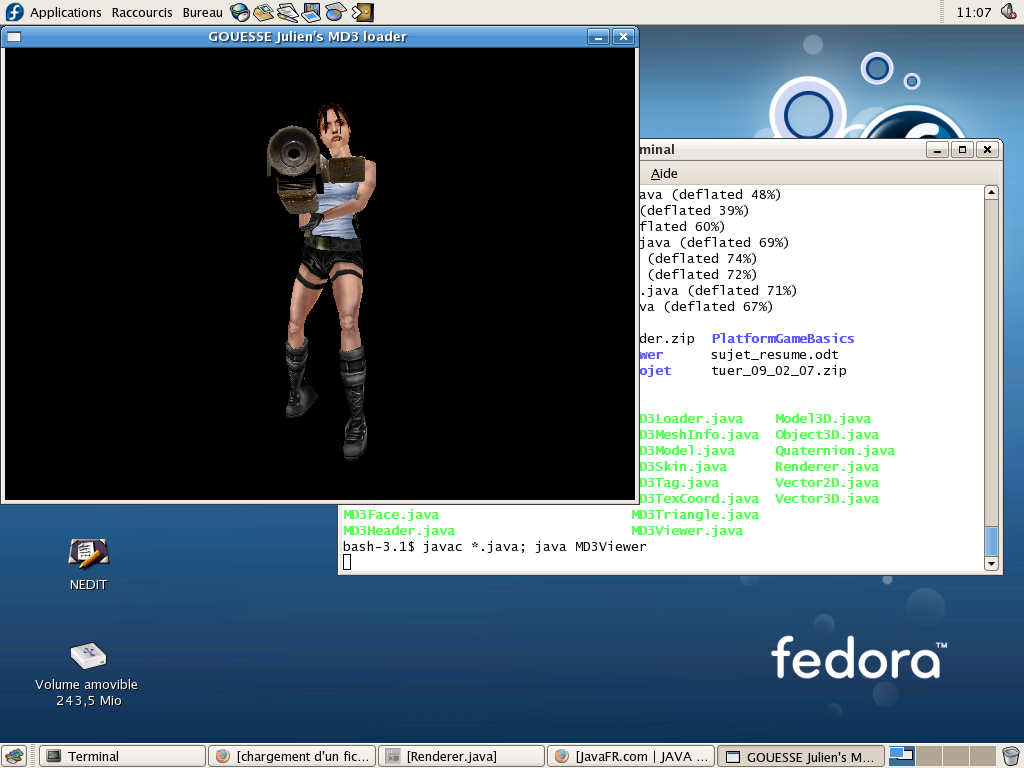 Applications Raccourcis Bureau 11:07
GOUESSE Julien's MD3 loader
minal
Aide
ava (deflated 48%)
(deflated 39%)
flated 60%)
java (deflated 69%)
(deflated 74%)
(deflated 72%)
.java (deflated 71%)
va (deflated 67%)
der.zip PlatformGameBasics
wer sujet_resume.odt
ojet tuer_09_02_07.zip
D3Loader.java Model3D.java
D3MeshInfo.java Object3D.java
D3Model.java Quaternion.java
D3Skin.java Renderer.java
D3Tag.java Vector2D.java
D3TexCoord.java Vector3D.java
MD3Face.java MD3Triangle.java
MD3Header.java MD3Viewer.java
bash-3.1$ javac *.java; java MD3Viewer
NEDIT
Volume amovible
243,5 Mio
fedora™
Terminal [chargement d'un fic... [Renderer.java] [JavaFR.com | JAVA ... GOUESSE Julien's M...